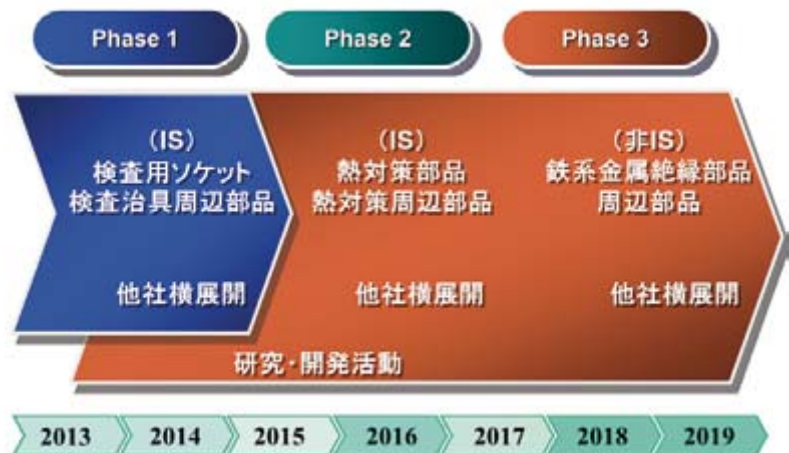 Phase 1
Phase 2
Phase 3
（IS）
検査用ソケット
検査治具周辺部品
他社横展開
（IS）
熱対策部品
熱対策周辺部品
他社横展開
（非IS）
鉄系金属絶縁部品
周辺部品
他社横展開
研究・開発活動
2013
2014
2015
2016
2017
2018
2019